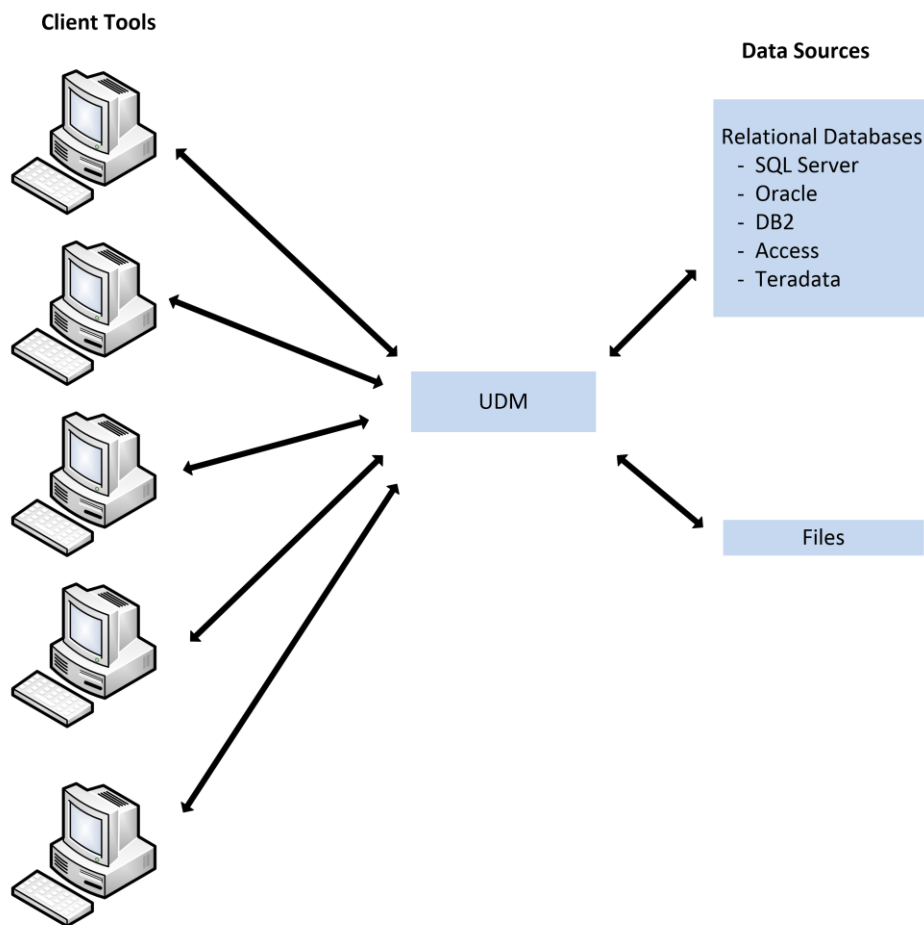 Client Tools
Data Sources
Relational Databases
- SQL Server
- Oracle
- DB2
- Access
- Teradata
UDM
Files